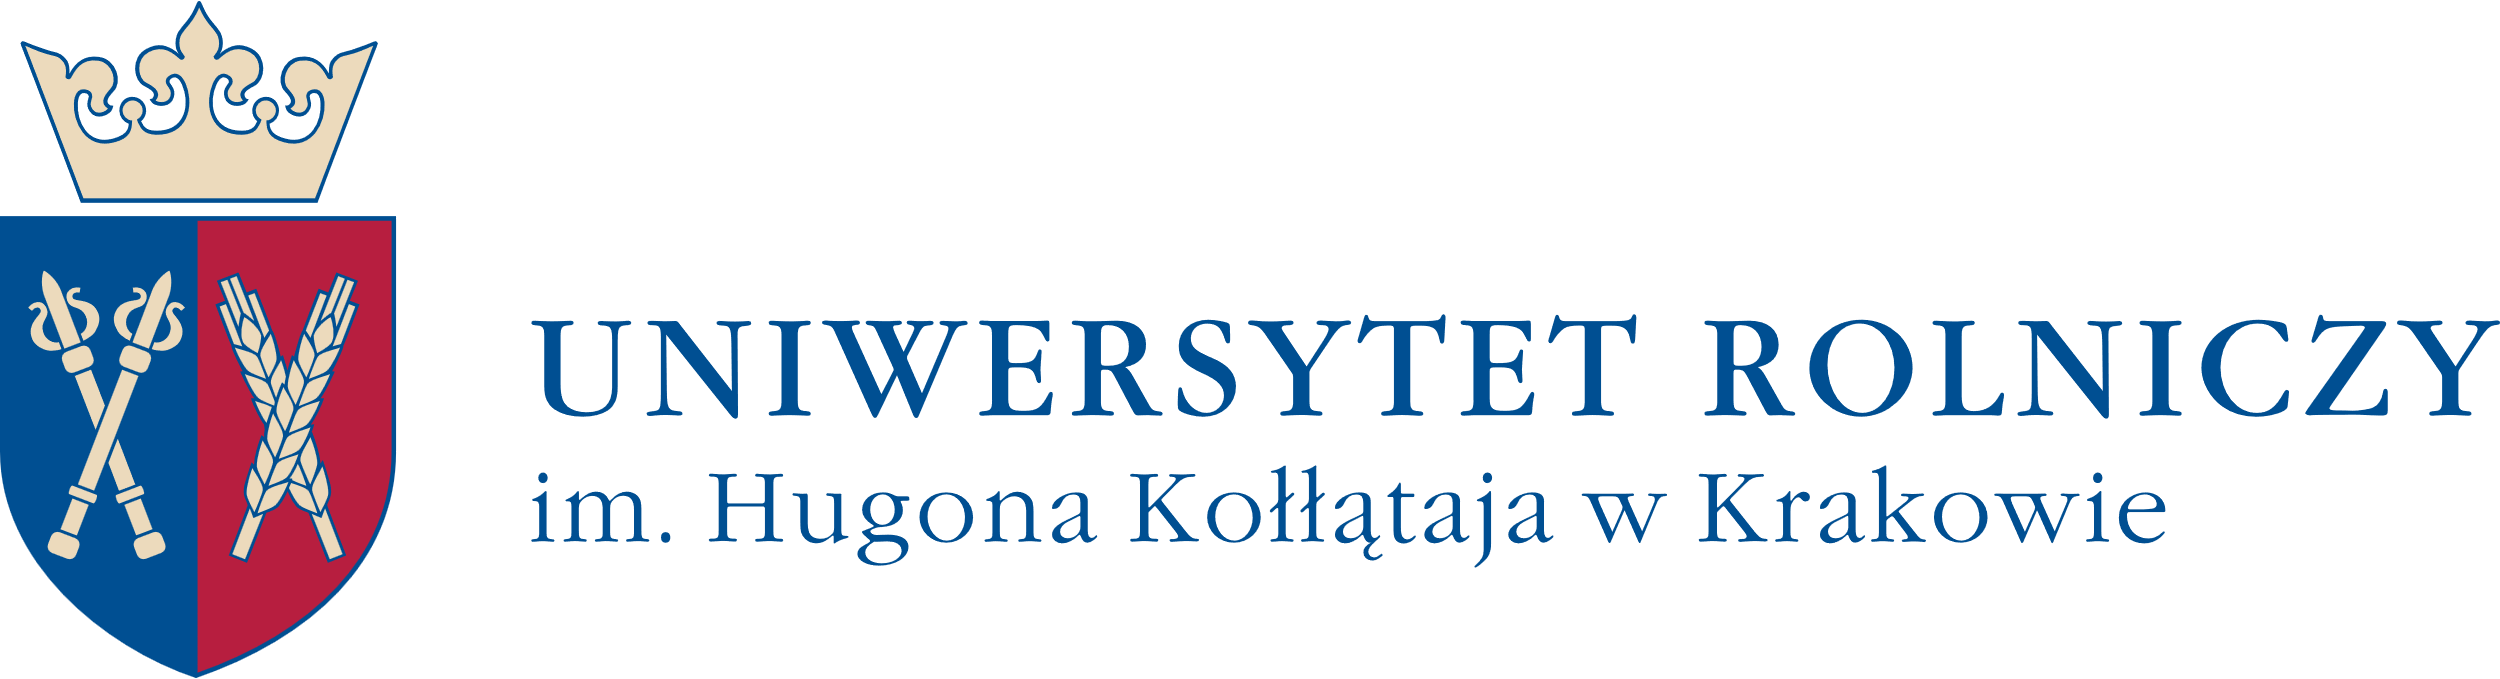 UNIWERSYTET ROLNICZY
im. Hugona Kołłątaja w Krakowie